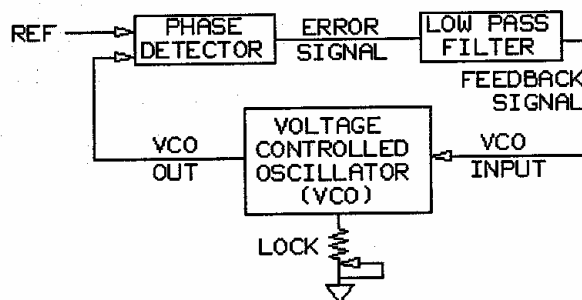 REF
PHASE
DETECTOR
ERROR
SIGNAL
LOW PASS
FILTER
FEEDBACK
SIGNAL
VCO
OUT
VOLTAGE
CONTROLLED
OSCILLATOR
(VCO)
VCO
INPUT
LOCK